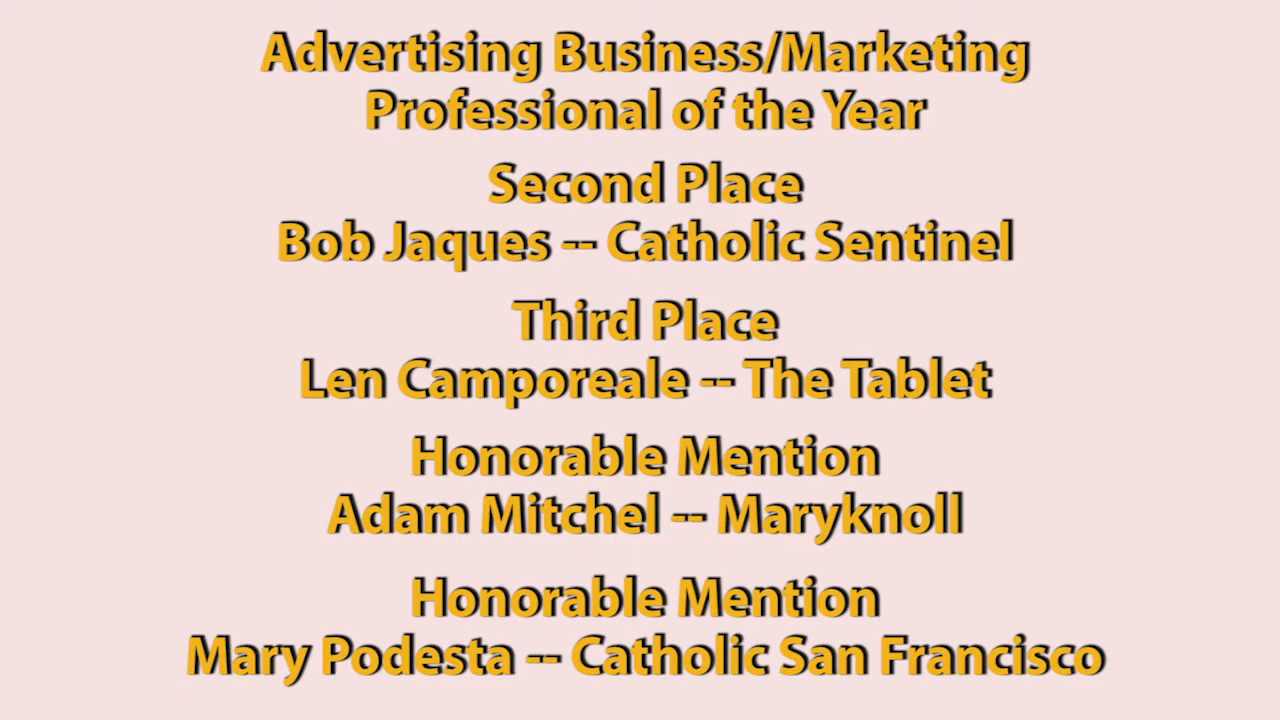 Advertising Business/Marketing
Professional of the Year
Second Place
Bob Jaques -- Catholic Sentinel
Third Place
Len Camporeale -- The Tablet
Honorable Mention
Adam Mitchel -- Maryknoll
Honorable Mention
Mary Podesta -- Catholic San Francisco